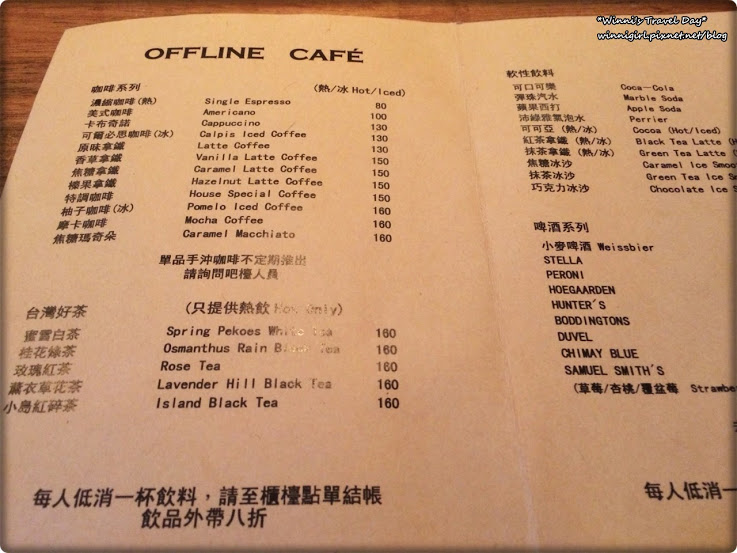 *Winni's Travel Day*
winnigirl.pixnet.net/blog
OFFLINE CAFÉ
咖啡系列 (熱/冰 Hot/Iced)
濃縮咖啡(熱) Single Espresso 80
美式咖啡 Americano 100
卡布奇諾 Cappuccino 130
可爾必思咖啡(冰) Calpis Iced Coffee 130
原味拿鐵 Latte Coffee 130
香草拿鐵 Vanilla Latte Coffee 150
焦糖拿鐵 Caramel Latte Coffee 150
榛果拿鐵 Hazelnut Latte Coffee 150
特調咖啡 House Special Coffee 150
柚子咖啡(冰) Pomelo Iced Coffee 160
摩卡咖啡 Mocha Coffee 160
焦糖瑪奇朵 Caramel Macchiato 160
單品手沖咖啡不定期推出
請詢問吧檯人員
台灣好茶 (只提供熱飲 Hot Only)
蜜雪白茶 Spring Pekoes White Tea 160
桂花綠茶 Osmanthus Rain Tea 160
玫瑰紅茶 Rose Tea 160
薰衣草花茶 Lavender Hill Black Tea 160
小島紅碎茶 Island Black Tea 160
每人低消一杯飲料，請至櫃檯點單結帳
飲品外帶八折
軟性飲料
可口可樂 Coca-Cola
彈珠汽水 Marble Soda
蘋果西打 Apple Soda
沛綠雅氣泡水 Perrier
可可亞 (熱/冰) Cocoa (Hot/Iced)
紅茶拿鐵 (熱/冰) Black Tea Latte (H
抹茶拿鐵 (熱/冰) Green Tea Latte (
焦糖冰沙 Caramel Ice Smoo
抹茶冰沙 Green Tea Ice Sm
巧克力冰沙 Chocolate Ice S
啤酒系列
小麥啤酒 Weissbier
STELLA
PERONI
HOEGAARDEN
HUNTER'S
BODDINGTONS
DUVEL
CHIMAY BLUE
SAMUEL SMITH'S
(草莓/杏桃/覆盆莓 Strawbe
每人低消一